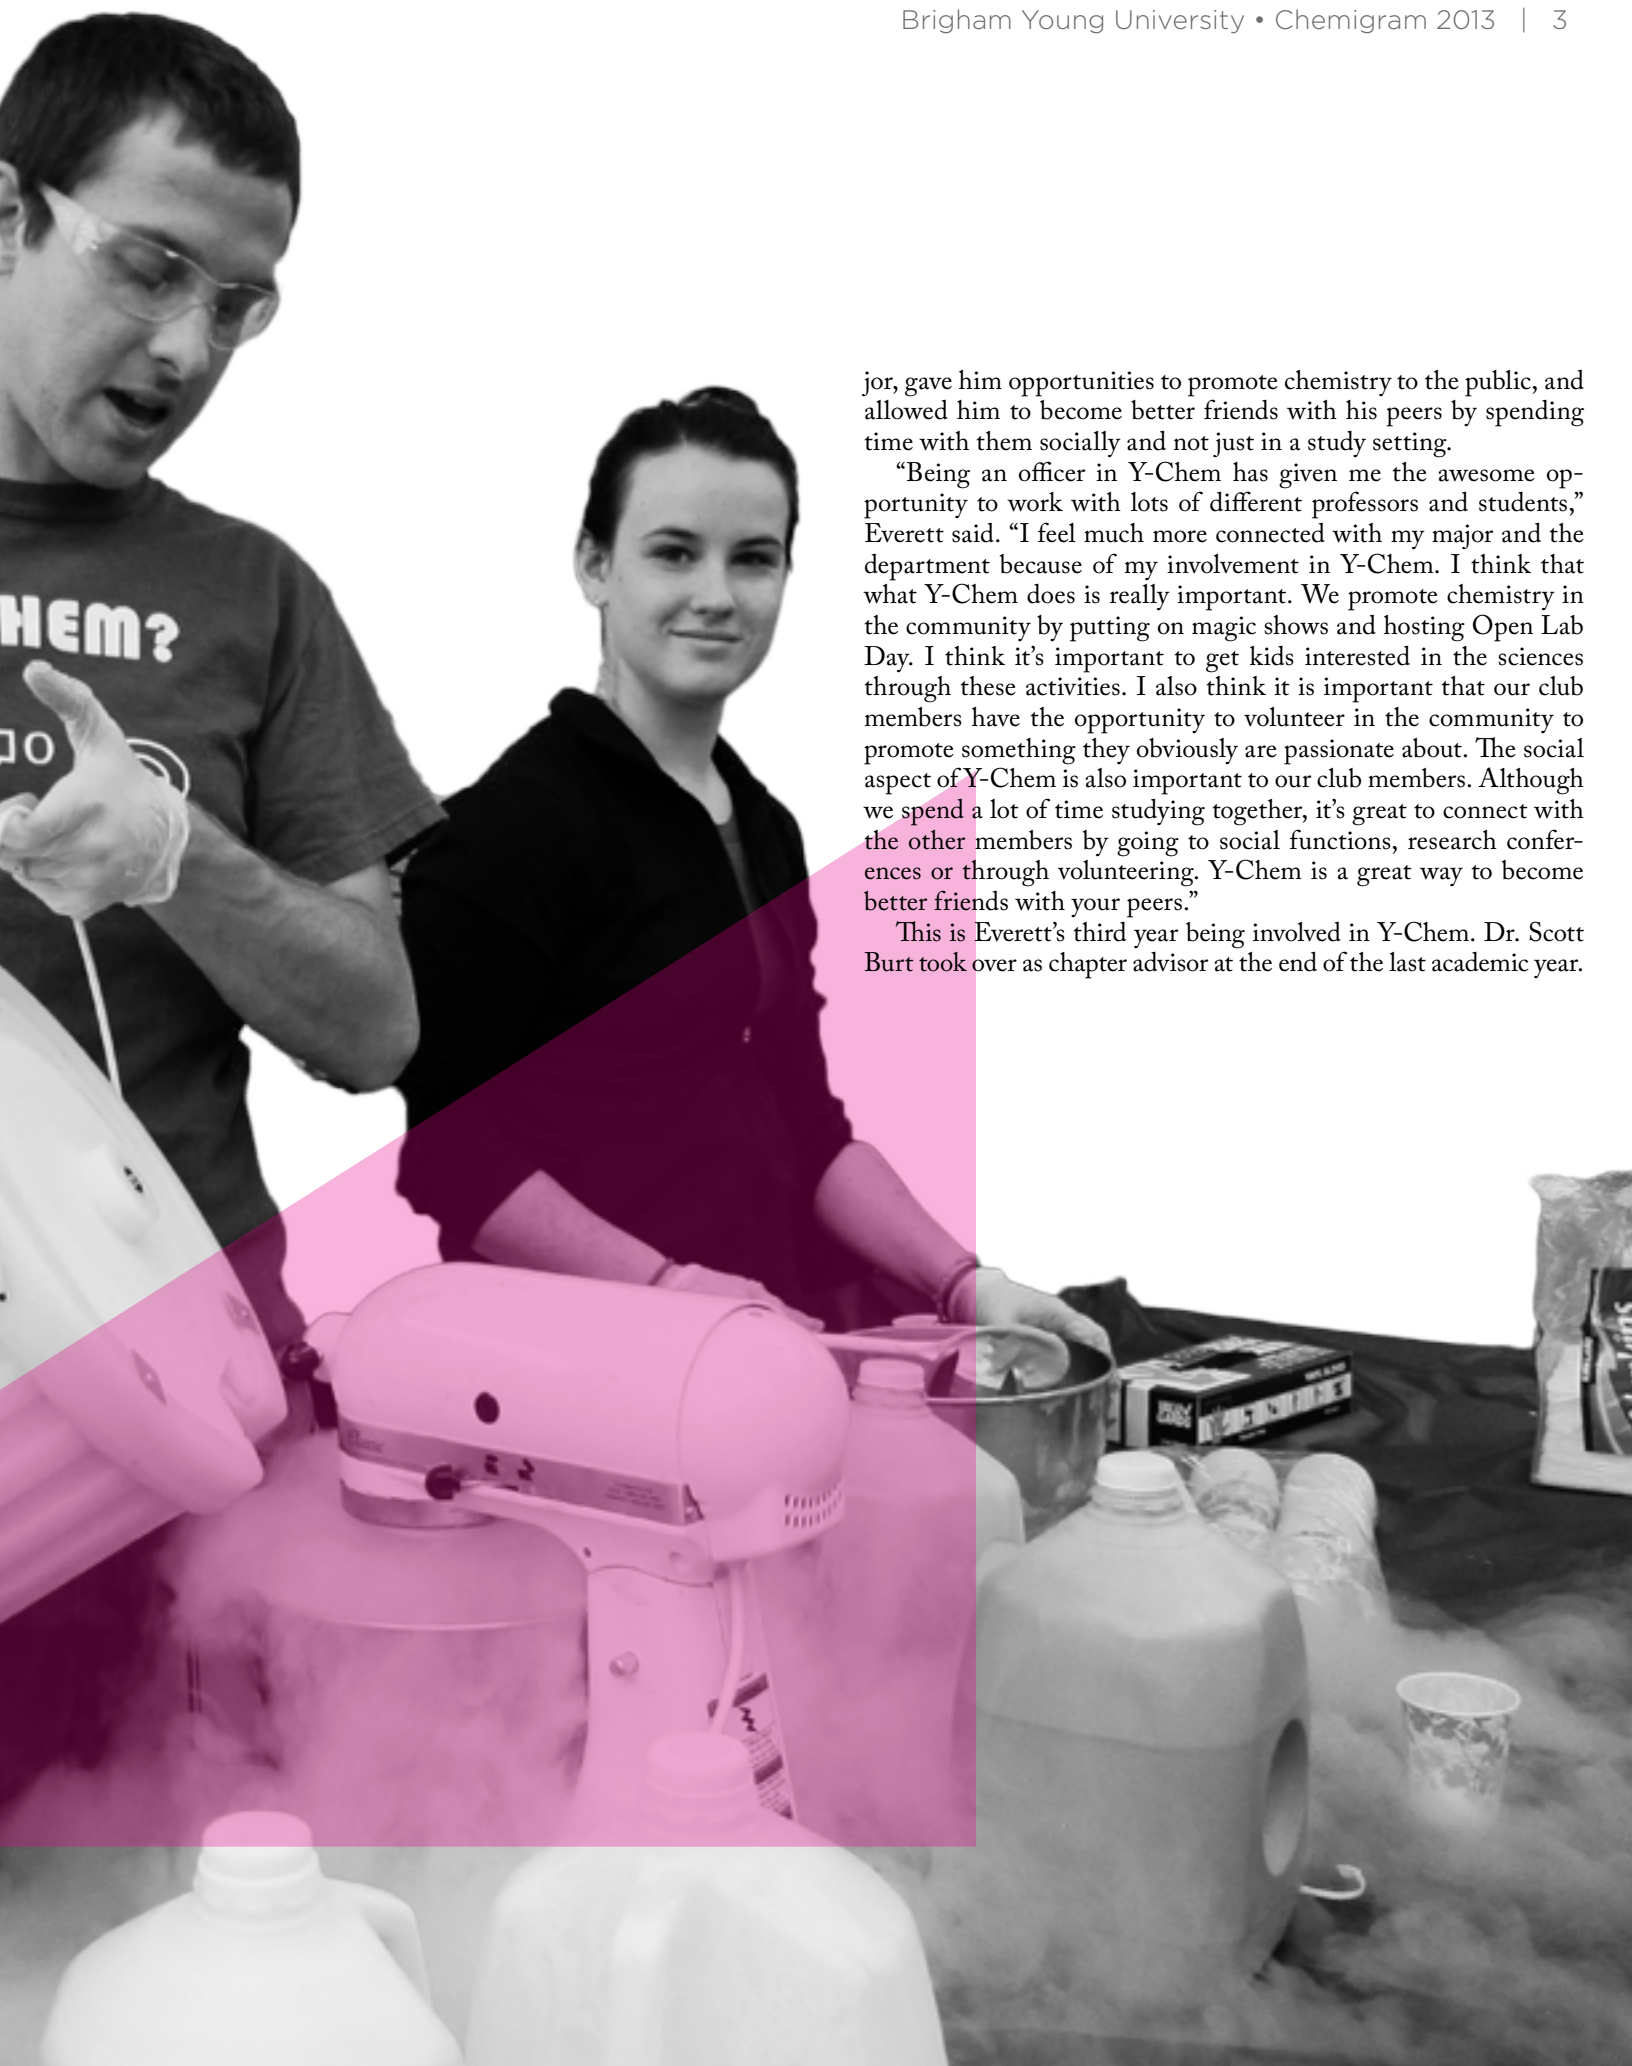 Brigham Young University • Chemigram 2013 | 3
jor, gave him opportunities to promote chemistry to the public, and
allowed him to become better friends with his peers by spending
time with them socially and not just in a study setting.
“Being an officer in Y-Chem has given me the awesome op-
portunity to work with lots of different professors and students,”
Everett said. “I feel much more connected with my major and the
department because of my involvement in Y-Chem. I think that
what Y-Chem does is really important. We promote chemistry in
the community by putting on magic shows and hosting Open Lab
Day. I think it’s important to get kids interested in the sciences
through these activities. I also think it is important that our club
members have the opportunity to volunteer in the community to
promote something they obviously are passionate about. The social
aspect of Y-Chem is also important to our club members. Although
we spend a lot of time studying together, it’s great to connect with
the other members by going to social functions, research confer-
ences or through volunteering. Y-Chem is a great way to become
better friends with your peers.”
This is Everett’s third year being involved in Y-Chem. Dr. Scott
Burt took over as chapter advisor at the end of the last academic year.
HEM?